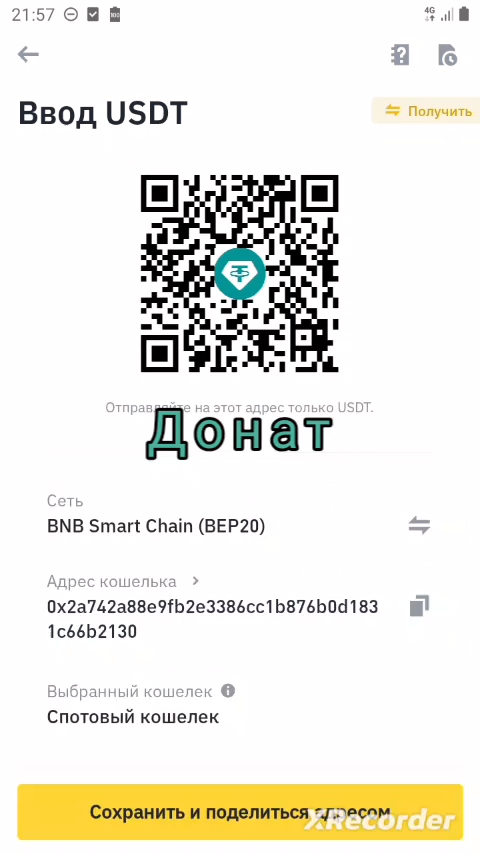 21:57
4G
Ввод USDT
Получить
Отправляйте на этот адрес только USDT.
Донат
Сеть
BNB Smart Chain (BEP20)
Адрес кошелька
0x2a742a88e9fb2e3386cc1b876b0d183
1c66b2130
Выбранный кошелек
Спотовый кошелек
Сохранить и поделиться адресом
XRecorder